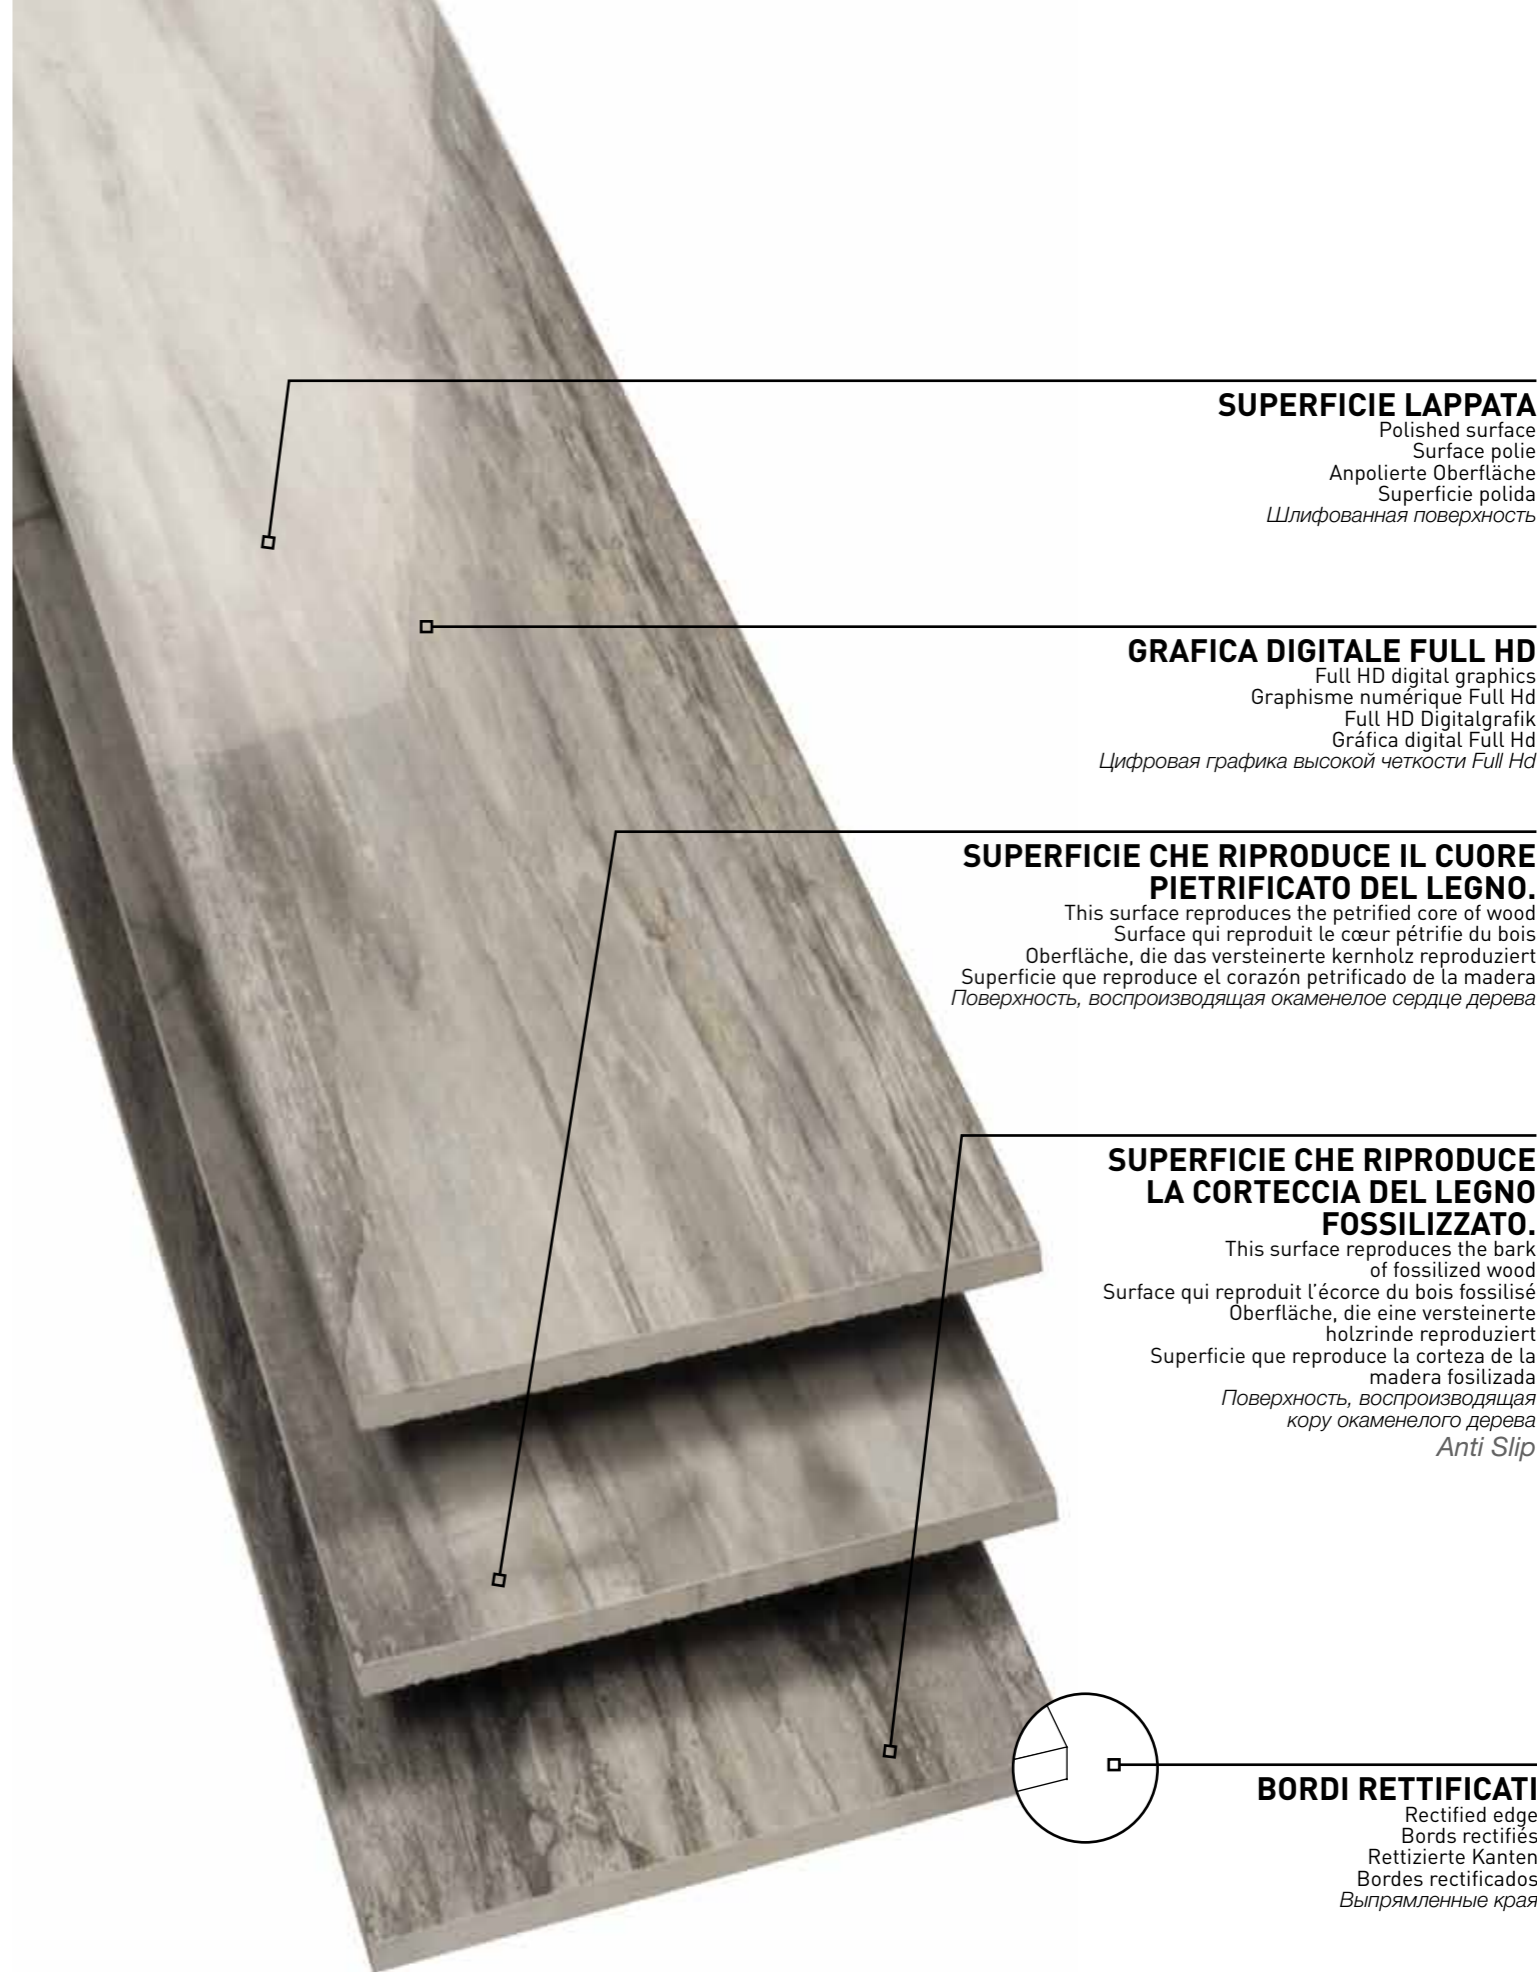 SUPERFICIE LAPPATA
Polished surface
Surface polie
Anpolierte Oberfläche
Superficie polida
Шлифованная поверхность
GRAFICA DIGITALE FULL HD
Full HD digital graphics
Graphisme numérique Full Hd
Full HD Digitalgrafik
Gráfica digital Full Hd
Цифровая графика высокой четкости Full Hd
SUPERFICIE CHE RIPRODUCE IL CUORE
PIETRIFICATO DEL LEGNO.
This surface reproduces the petrified core of wood
Surface qui reproduit le cœur pétrifie du bois
Oberfläche, die das versteinerte kernholz reproduziert
Superficie que reproduce el corazón petrificado de la madera
Поверхность, воспроизводящая окаменелое сердце дерева
SUPERFICIE CHE RIPRODUCE
LA CORTECCIA DEL LEGNO
FOSSILIZZATO.
This surface reproduces the bark
of fossilized wood
Surface qui reproduit l'écorce du bois fossilisé
Oberfläche, die eine versteinerte
holzrinde reproduziert
Superficie que reproduce la corteza de la
madera fosilizada
Поверхность, воспроизводящая
кору окаменелого дерева
Anti Slip
BORDI RETTIFICATI
Rectified edge
Bords rectifiés
Rettizierte Kanten
Bordes rectificados
Выпрямленные края